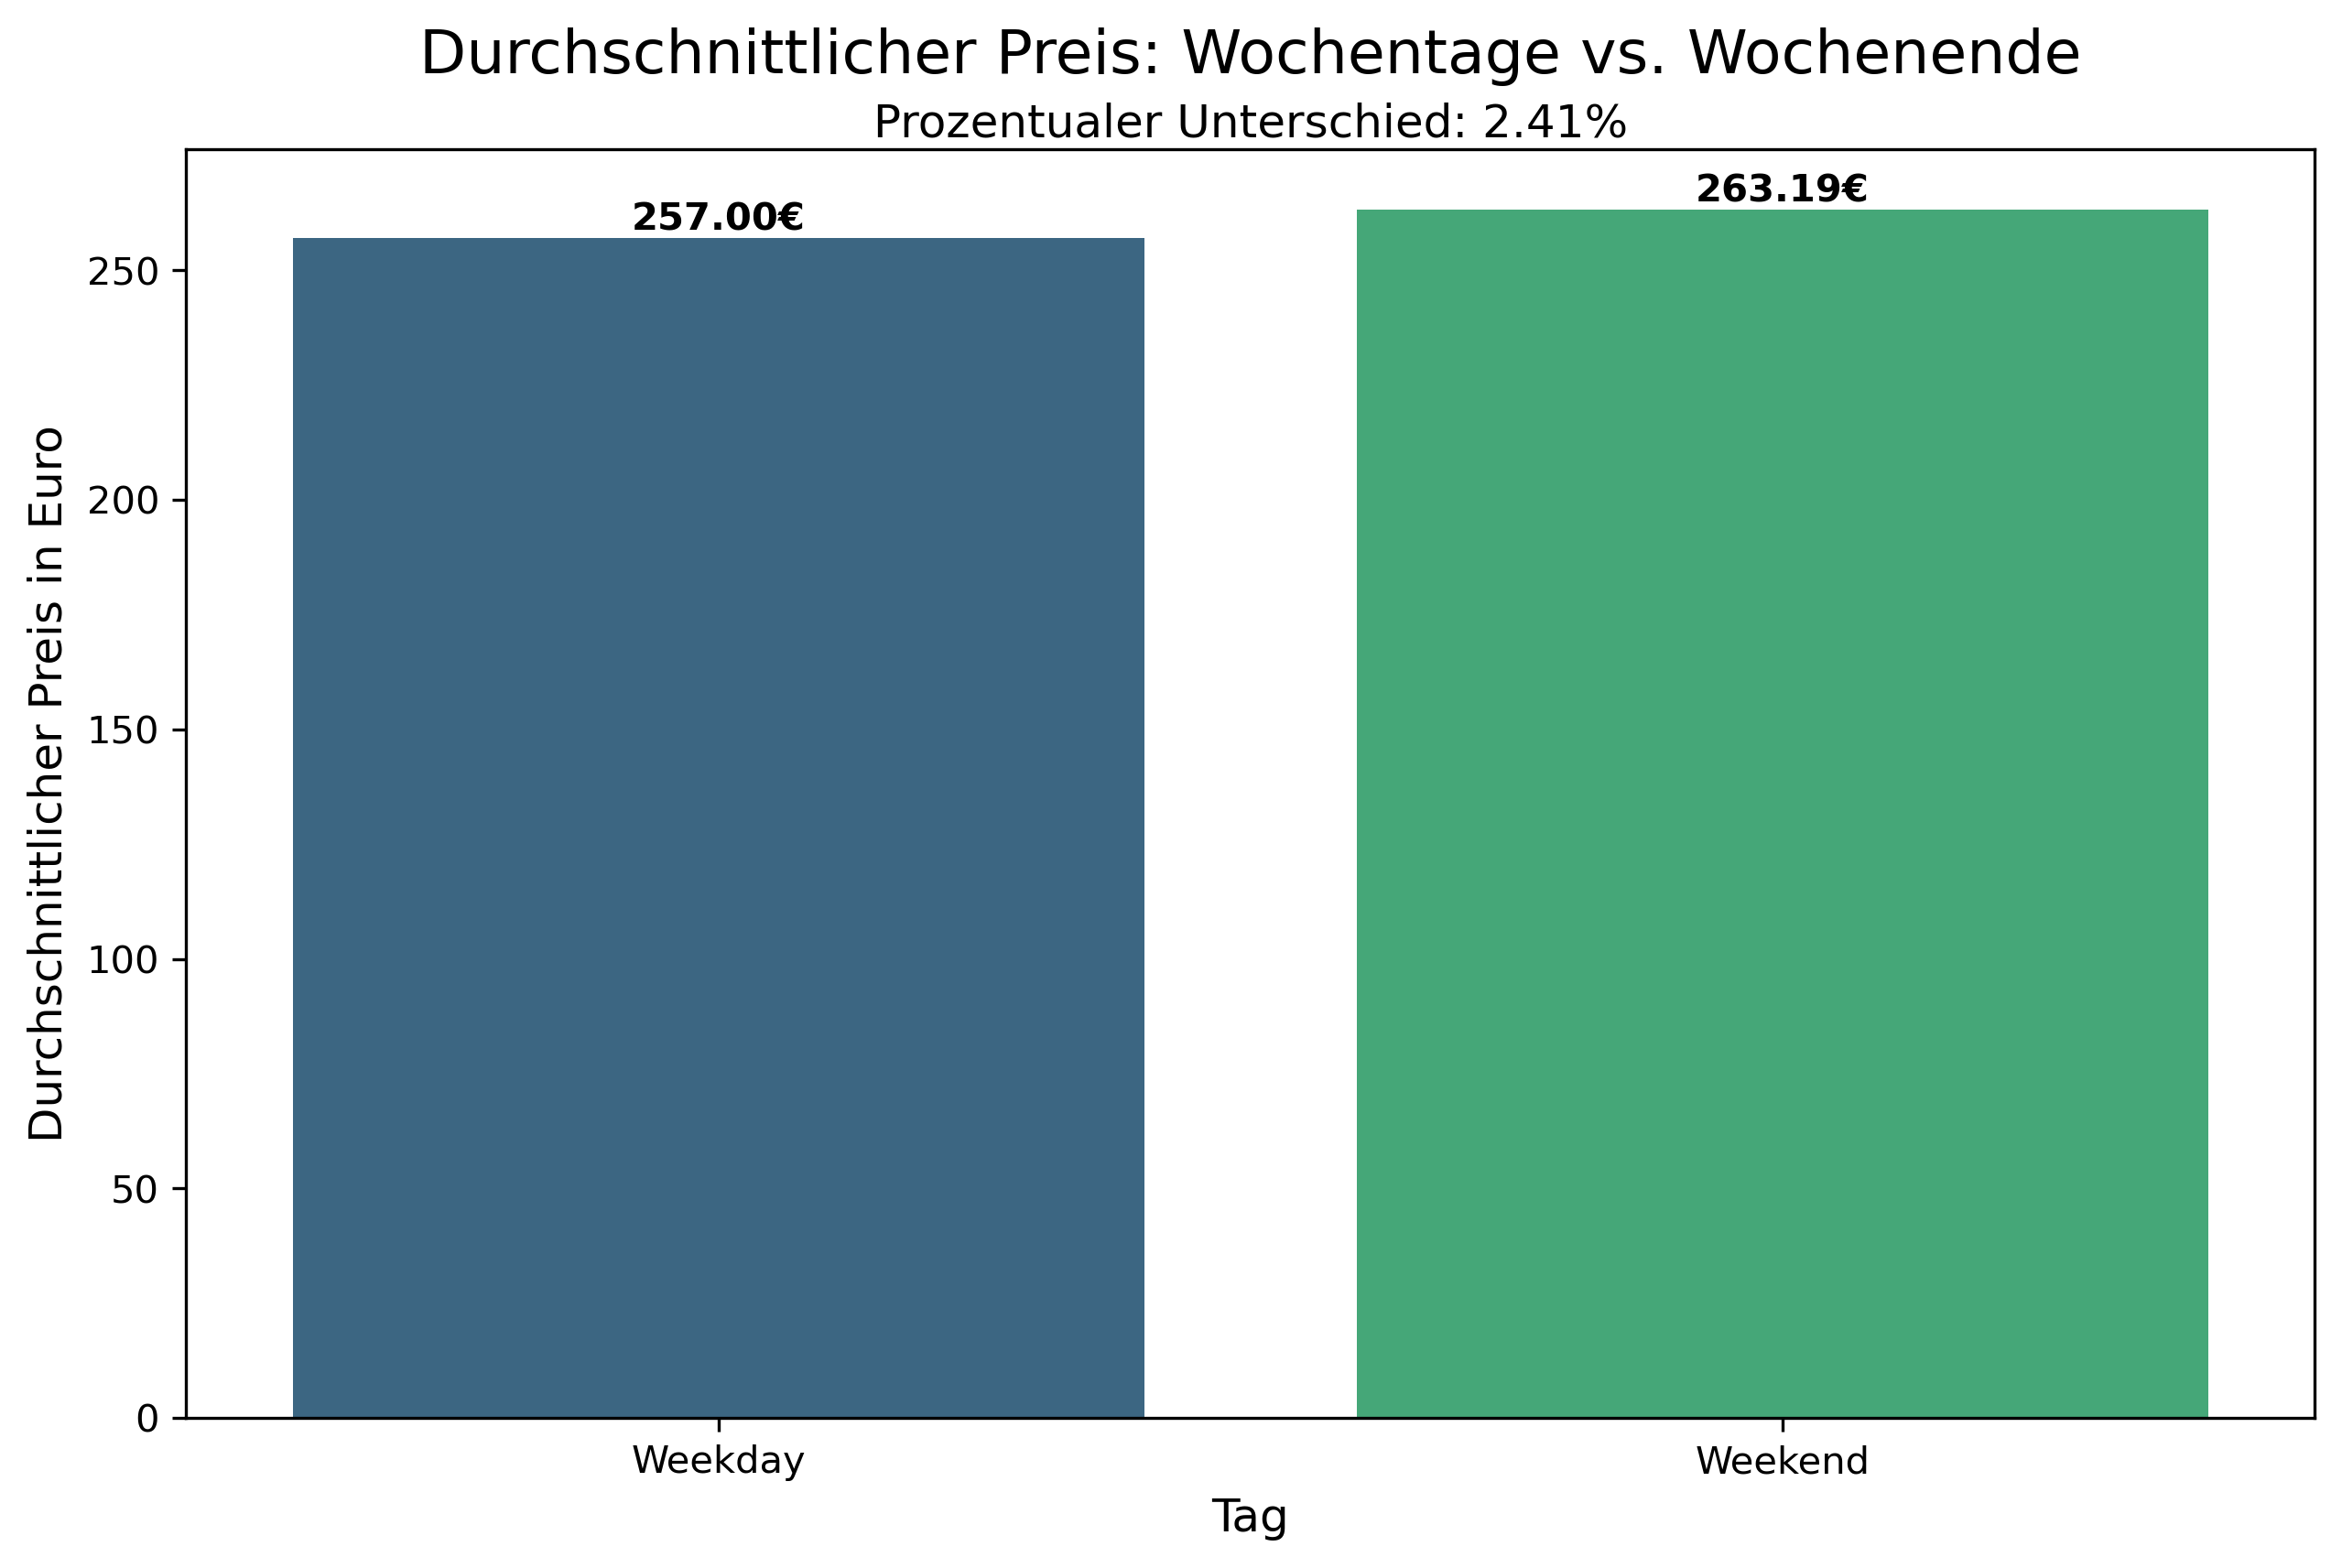 Durchschnittlicher Preis: Wochentage vs. Wochenende
Prozentualer Unterschied: 2.41%
257.00€
263.19€
Durchschnittlicher Preis in Euro
250
200
150
100
50
0
Weekday
Weekend
Tag